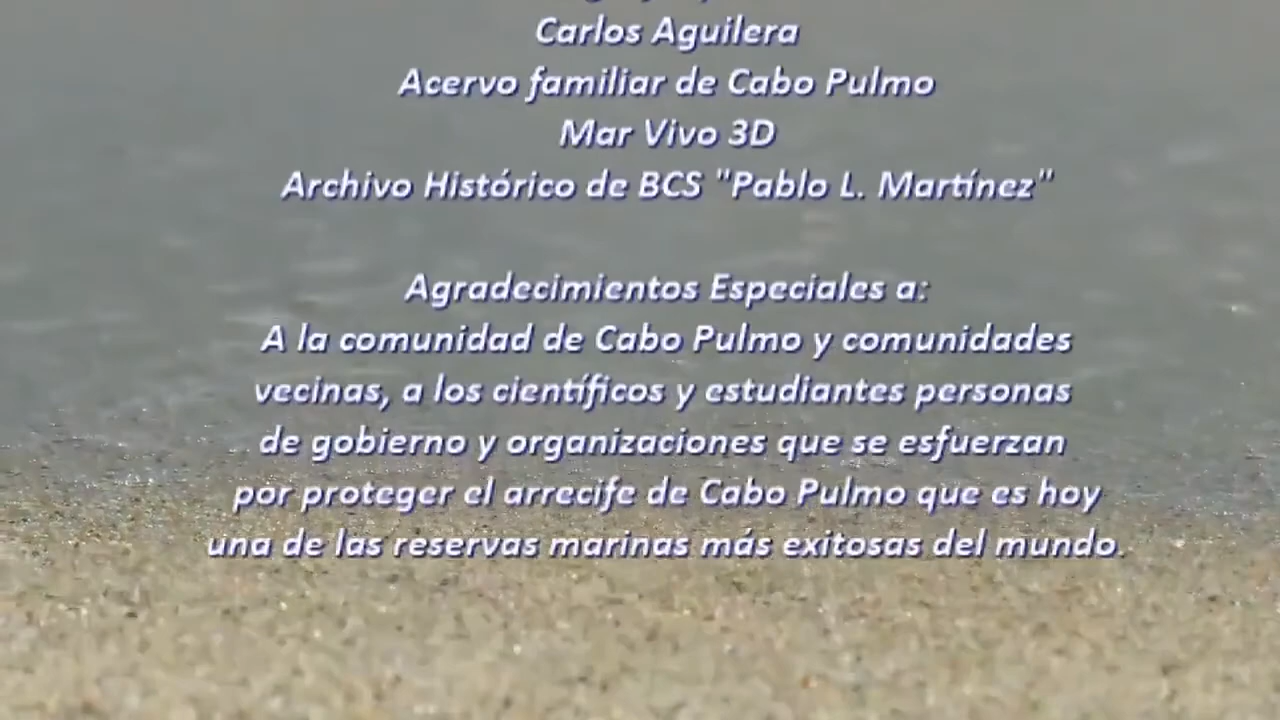 Carlos Aguilera
Acervo familiar de Cabo Pulmo
Mar Vivo 3D
Archivo Histórico de BCS "Pablo L. Martínez"
Agradecimientos Especiales a:
A la comunidad de Cabo Pulmo y comunidades
vecinas, a los científicos y estudiantes personas
de gobierno y organizaciones que se esfuerzan
por proteger el arrecife de Cabo Pulmo que es hoy
una de las reservas marinas más exitosas del mundo.